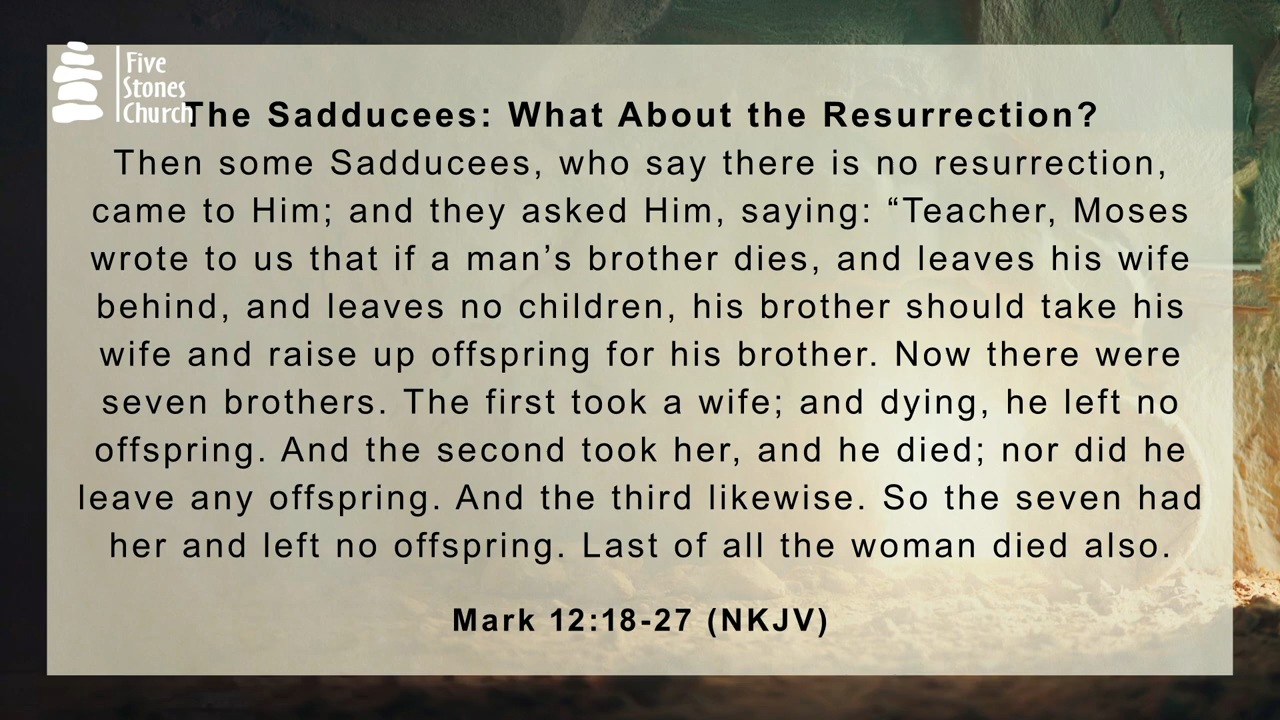 Five
Stones
Church
The Sadducees: What About the Resurrection?
Then some Sadducees, who say there is no resurrection,
came to Him; and they asked Him, saying: “Teacher, Moses
wrote to us that if a man’s brother dies, and leaves his wife
behind, and leaves no children, his brother should take his
wife and raise up offspring for his brother. Now there were
seven brothers. The first took a wife; and dying, he left no
offspring. And the second took her, and he died; nor did he
leave any offspring. And the third likewise. So the seven had
her and left no offspring. Last of all the woman died also.
Mark 12:18-27 (NKJV)